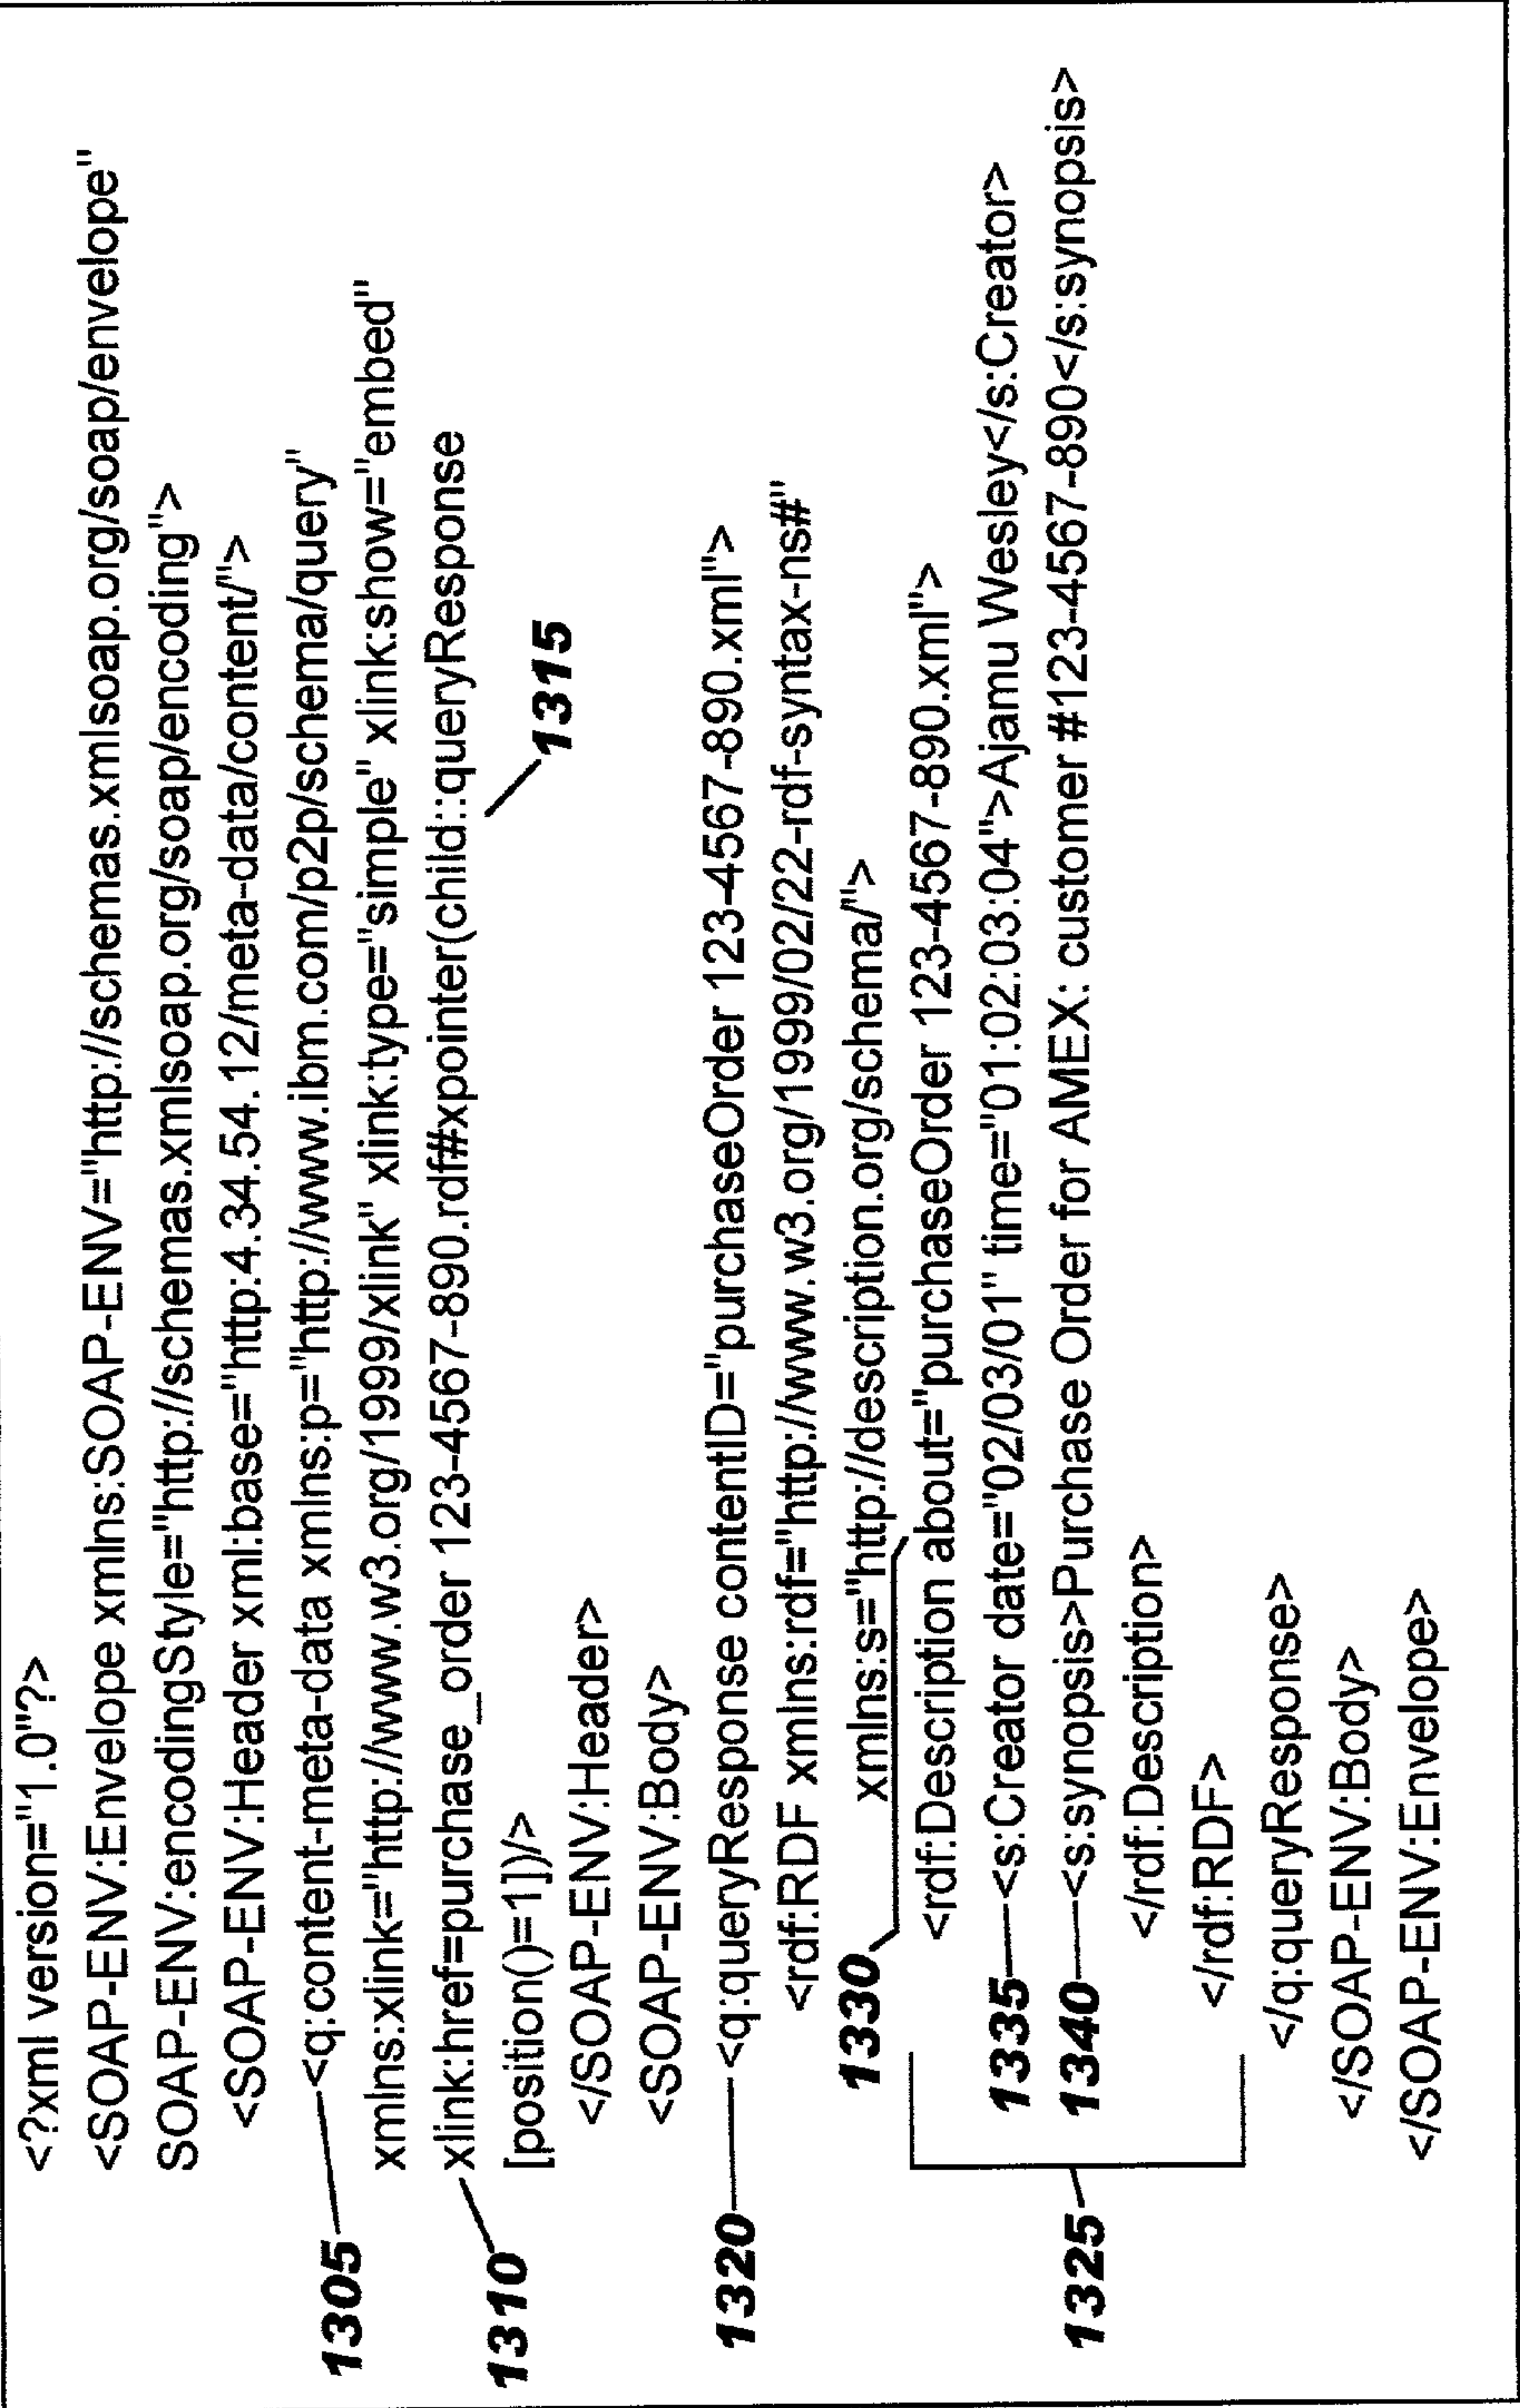 <?xml version="1.0"?>
<SOAP-ENV:Envelope xmlns:SOAP-ENV="http://schemas.xmlsoap.org/soap/envelope"
SOAP-ENV:encodingStyle="http://schemas.xmlsoap.org/soap/encoding">
<SOAP-ENV:Header xml:base="http:4.34.54.12/meta-data/content/">
1305 <q:content-meta-data xmlns:p="http://www.ibm.com/p2p/schema/query"
xmlns:xlink="http://www.w3.org/1999/xlink" xlink:type="simple" xlink:show="embed"
1310 xlink:href=purchase_order 123-4567-890.rdf#xpointer(child::queryResponse
[position()=1])/>
1315
</SOAP-ENV:Header>
<SOAP-ENV:Body>
1320 <q:queryResponse contentID="purchaseOrder 123-4567-890.xml">
<rdf:RDF xmlns:rdf="http://www.w3.org/1999/02/22-rdf-syntax-ns#"
xmlns:s="http://description.org/schema/">
1330
<rdf:Description about="purchaseOrder 123-4567-890.xml">
1335 <s:Creator date="02/03/01" time="01:02:03:04">Ajamu Wesley</s:Creator>
1325 1340 <s:synopsis>Purchase Order for AMEX: customer #123-4567-890</s:synopsis>
</rdf:Description>
</rdf:RDF>
</q:queryResponse>
</SOAP-ENV:Body>
</SOAP-ENV:Envelope>